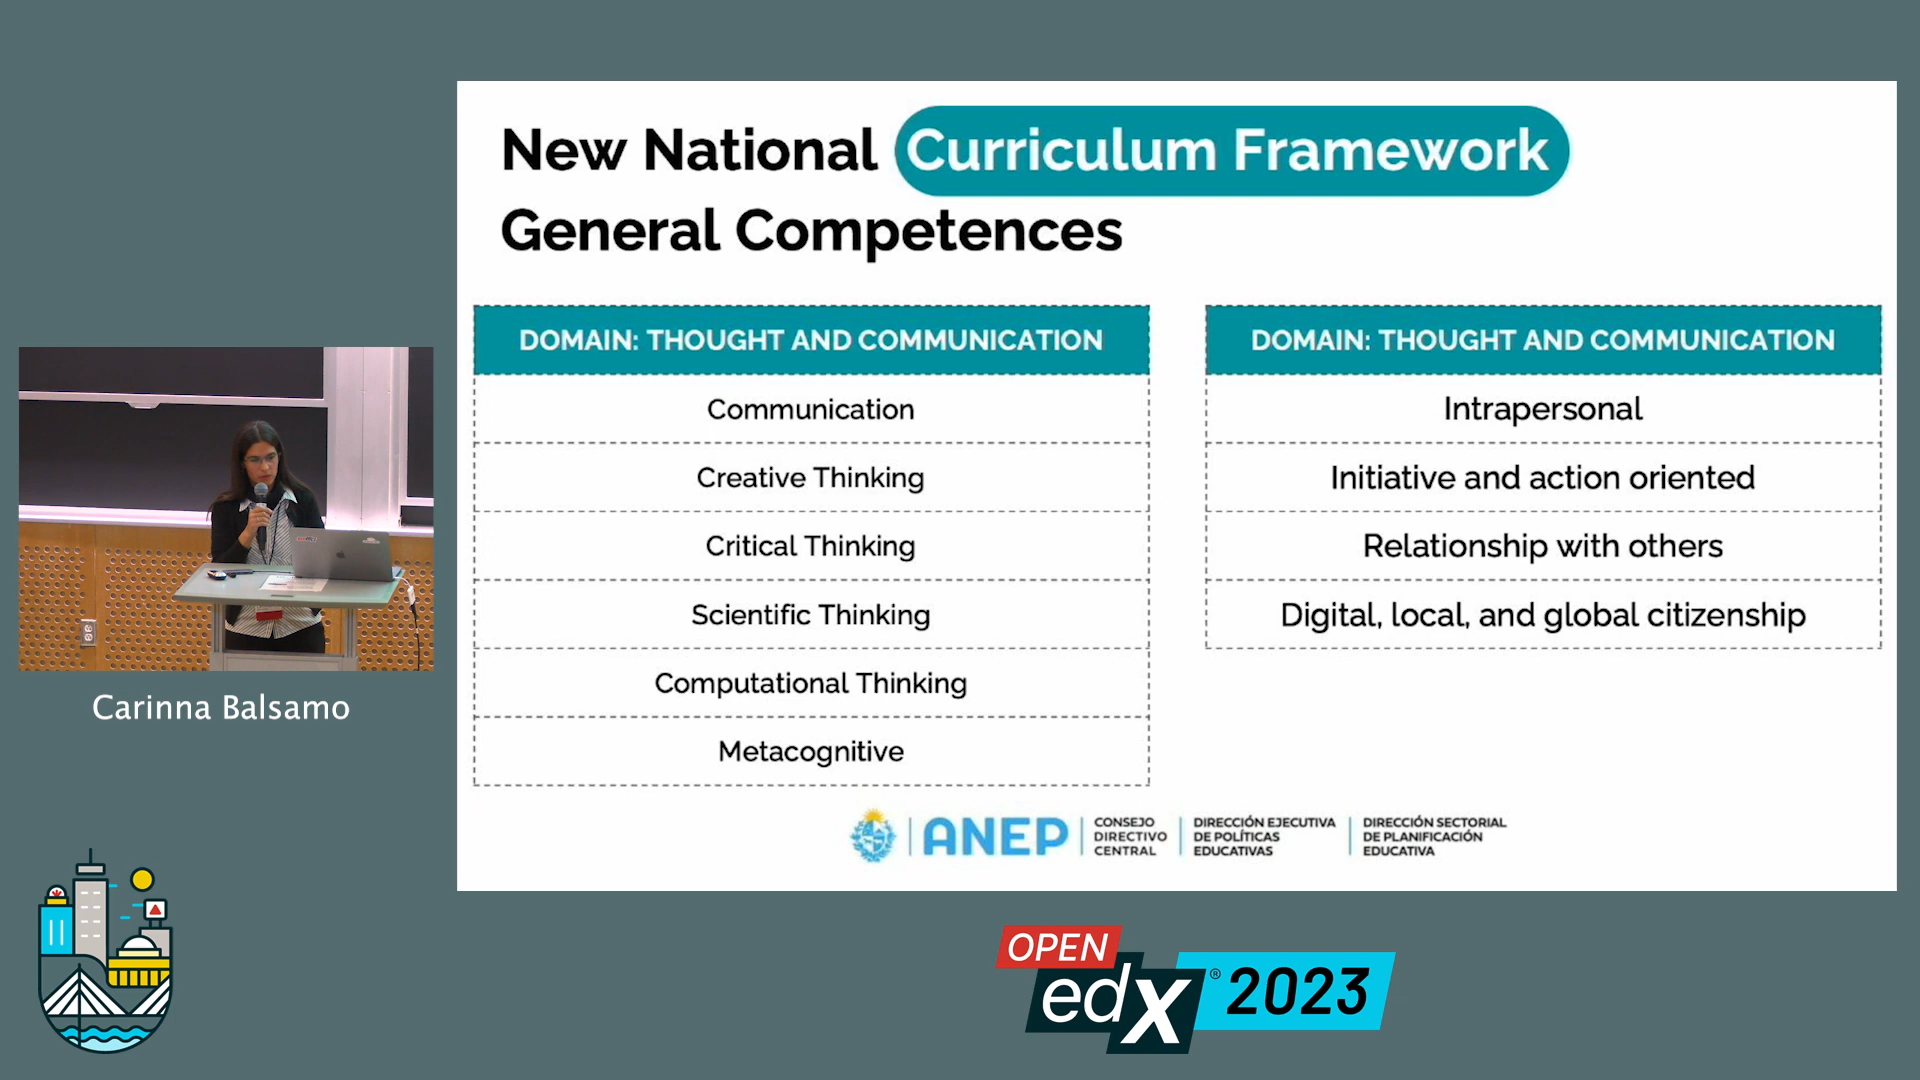 New National Curriculum Framework
General Competences
DOMAIN: THOUGHT AND COMMUNICATION
Communication
Creative Thinking
Critical Thinking
Scientific Thinking
Computational Thinking
Metacognitive
DOMAIN: THOUGHT AND COMMUNICATION
Intrapersonal
Initiative and action oriented
Relationship with others
Digital, local, and global citizenship
ANEP
CONSEJO
DIRECTIVO
CENTRAL
DIRECCIÓN EJECUTIVA
DE POLÍTICAS
EDUCATIVAS
DIRECCIÓN SECTORIAL
DE PLANIFICACIÓN
EDUCATIVA
Carinna Balsamo
OPEN
edX® 2023